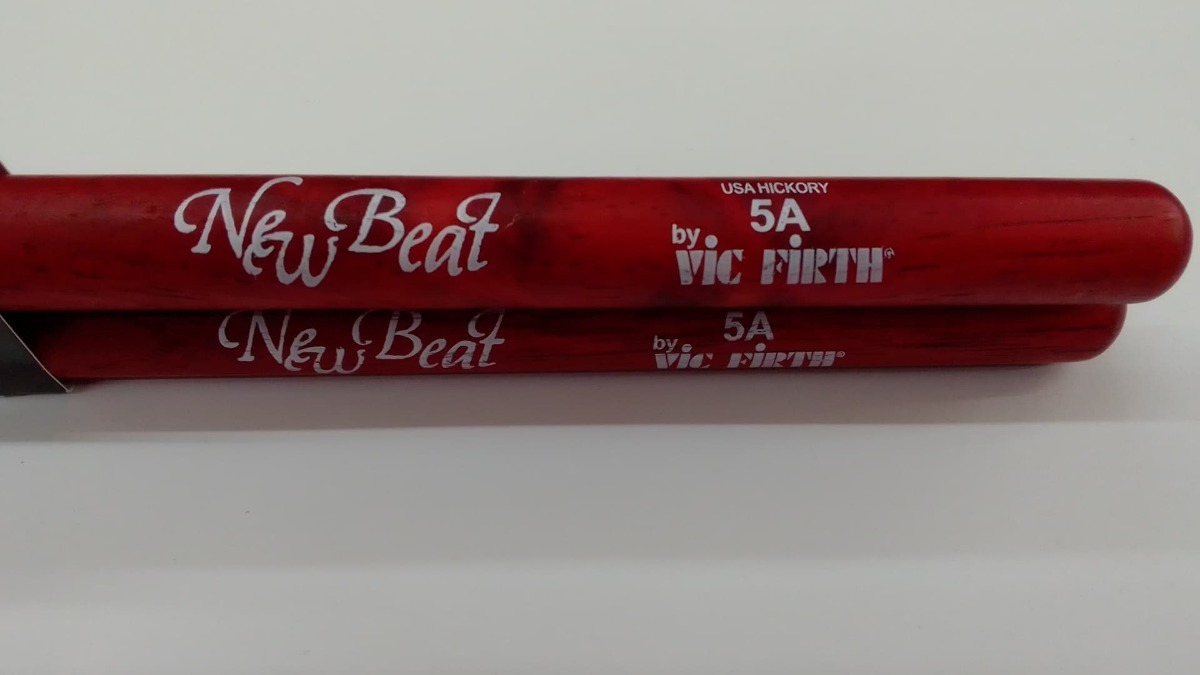 New Beat
USA HICKORY
5A
by
VIC FIRTH®
New Beat
5A
by
VIC FIRTH®